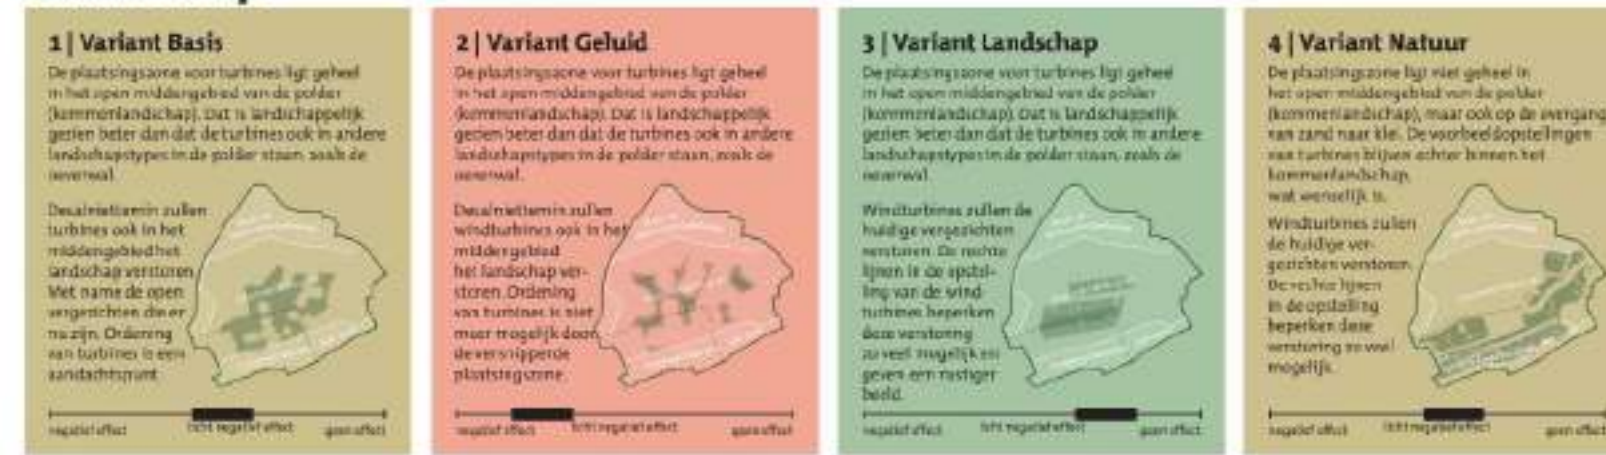 1 | Variant Basis
De plaatsingszone voor turbines ligt geheel
in het open middengebied van de polder
(kommenlandschap). Dat is landschappelijk
gezien beter dan dat de turbines ook in andere
landschapstypes in de polder staan, zoals de
oeverwal.
Desalniettemin zullen
turbines ook in het
middengebied het
landschap verstoren.
Met name de open
vergezichten die er
nu zijn. Ordening
van turbines is een
aandachtspunt
negatief effect
licht negatief effect
geen effect
2 | Variant Geluid
De plaatsingszone voor turbines ligt geheel
in het open middengebied van de polder
(kommenlandschap). Dat is landschappelijk
gezien beter dan dat de turbines ook in andere
landschapstypes in de polder staan, zoals de
oeverwal.
Desalniettemin zullen
windturbines ook in het
middengebied
het landschap ver-
storen. Ordening
van turbines is niet
meer mogelijk door
de versnipperde
plaatsingszone.
negatief effect
licht negatief effect
geen effect
3 | Variant Landschap
De plaatsingszone voor turbines ligt geheel
in het open middengebied van de polder
(kommenlandschap). Dat is landschappelijk
gezien beter dan dat de turbines ook in andere
landschapstypes in de polder staan, zoals de
oeverwal.
Windturbines zullen de
huidige vergezichten
verstoren. De rechte
lijnen in de opstel-
ling van de wind-
turbines beperken
deze verstoring
zo veel mogelijk en
geven een rustiger
beeld.
negatief effect
licht negatief effect
geen effect
4 | Variant Natuur
De plaatsingszone ligt niet geheel in
het open middengebied van de polder
(kommenlandschap), maar ook op de overgang
van zand naar klei. De voorbeeldopstellingen
van turbines blijven echter binnen het
kommenlandschap,
wat wenselijk is.
Windturbines zullen
de huidige ver-
gezichten verstoren.
De rechte lijnen
in de opstelling
beperken deze
verstoring zo veel
mogelijk.
negatief effect
licht negatief effect
geen effect